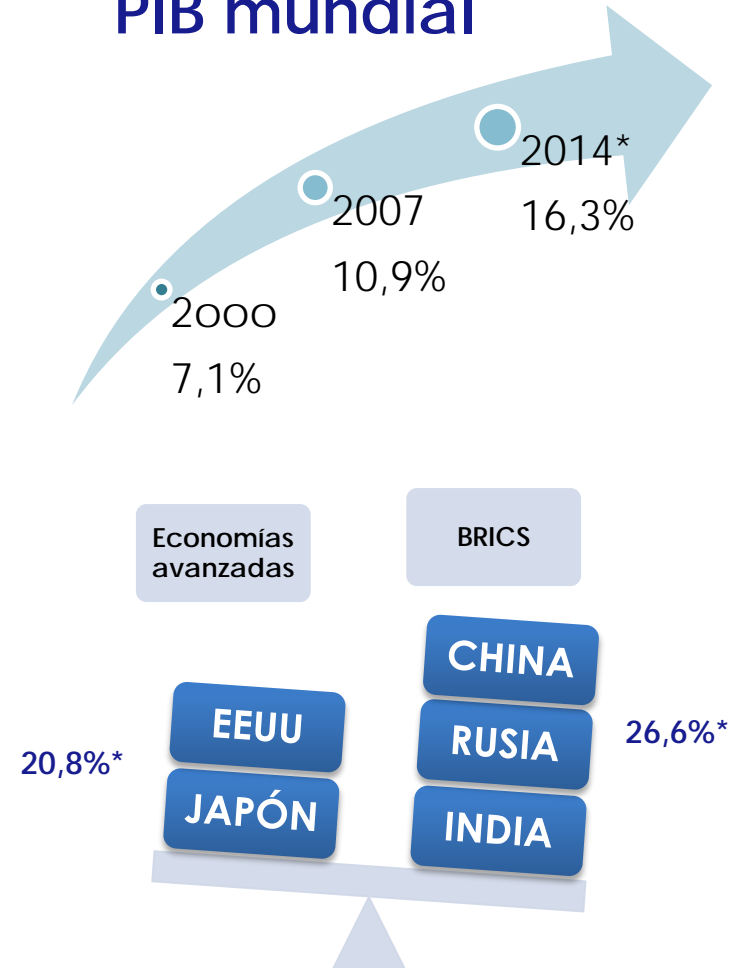 PIB mundial
2014*
16,3%
2007
10,9%
2000
7,1%
Economías
avanzadas
BRICS
CHINA
RUSIA
INDIA
26,6%*
EEUU
JAPÓN
20,8%*